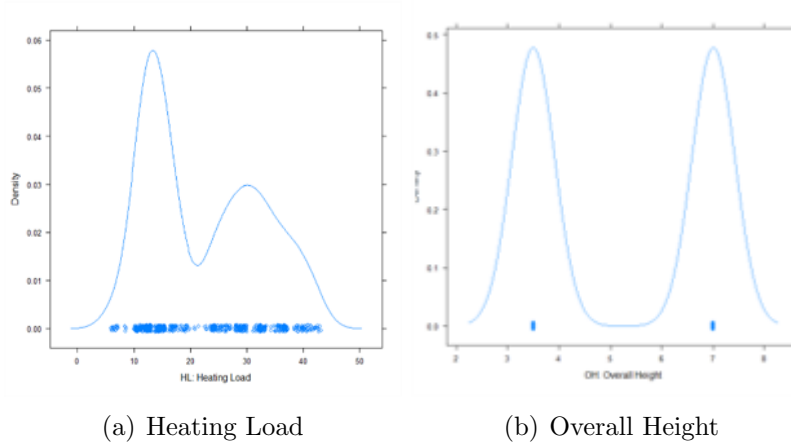 0.06
0.05
0.04
0.03
0.02
0.01
0.00
Density
0 10 20 30 40 50
HL: Heating Load
0.5
0.4
0.3
0.2
0.1
0.0
2 3 4 5 6 7 8
OH: Overall Height
(a) Heating Load
(b) Overall Height